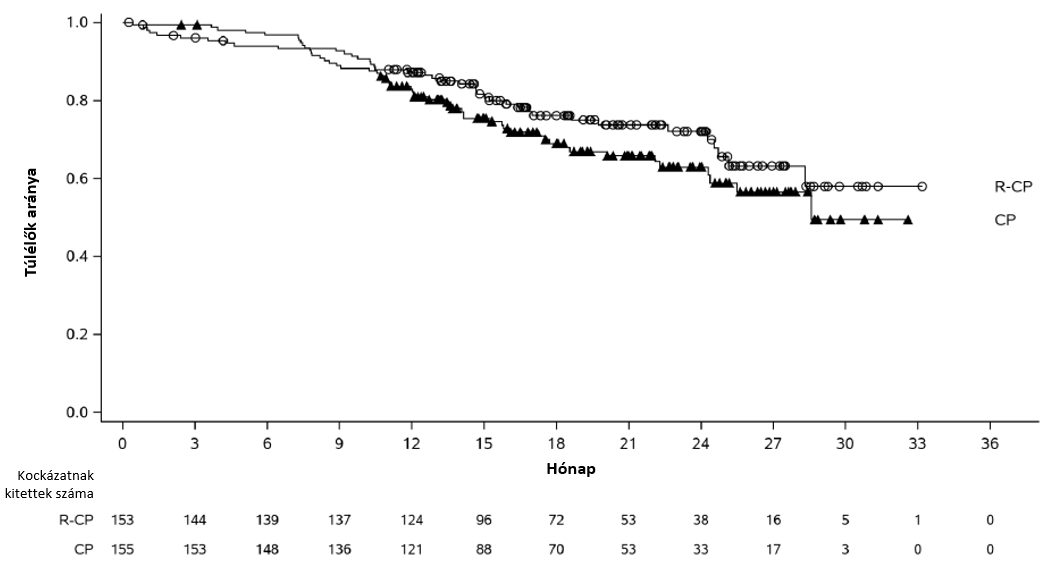 1.0
0.8
0.6
0.4
0.2
0.0
Túlélők aránya
R-CP
CP
0 3 6 9 12 15 18 21 24 27 30 33 36
Hónap
Kockázatnak
kitettek száma
R-CP 153 144 139 137 124 96 72 53 38 16 5 1 0
CP 155 153 148 136 121 88 70 53 33 17 3 0 0